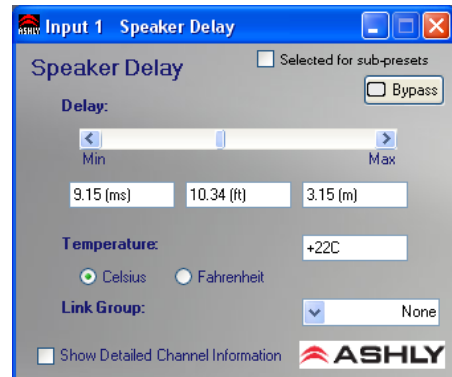 ASHLY Input 1 Speaker Delay
Selected for sub-presets
Speaker Delay
Bypass
Delay:
Min Max
9.15 (ms) 10.34 (ft) 3.15 (m)
Temperature: +22C
Celsius Fahrenheit
Link Group: None
Show Detailed Channel Information ASHLY